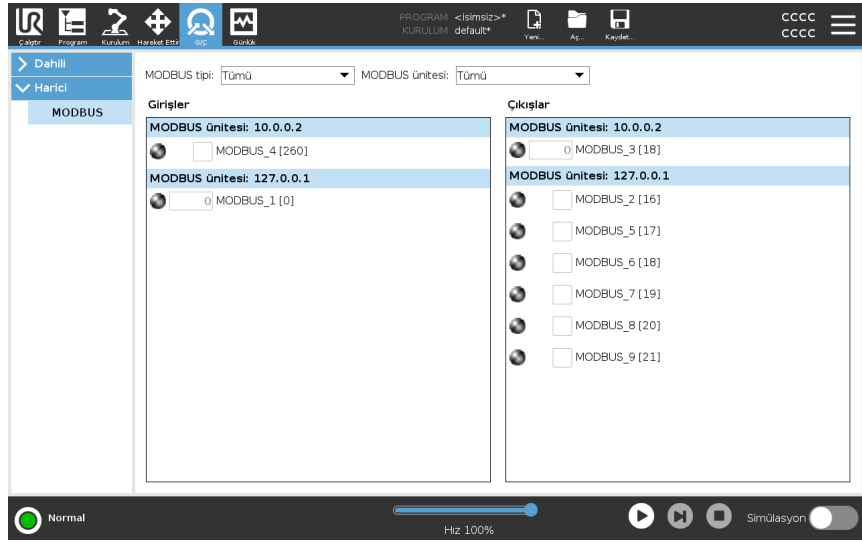 PROGRAM <isimsiz>*
KURULUM default*
UR
Çalıştır
Program
Kurulum
Hareket Ettir
G/Ç
Günlük
Yeni...
Aç...
Kaydet...
CCCC
CCCC
Dahili
Harici
MODBUS
MODBUS tipi: Tümü
MODBUS ünitesi: Tümü
Girişler
MODBUS ünitesi: 10.0.0.2
MODBUS_4 [260]
MODBUS ünitesi: 127.0.0.1
0 MODBUS_1 [0]
Çıkışlar
MODBUS ünitesi: 10.0.0.2
0 MODBUS_3 [18]
MODBUS ünitesi: 127.0.0.1
MODBUS_2 [16]
MODBUS_5 [17]
MODBUS_6 [18]
MODBUS_7 [19]
MODBUS_8 [20]
MODBUS_9 [21]
Normal
Hız 100%
Simülasyon